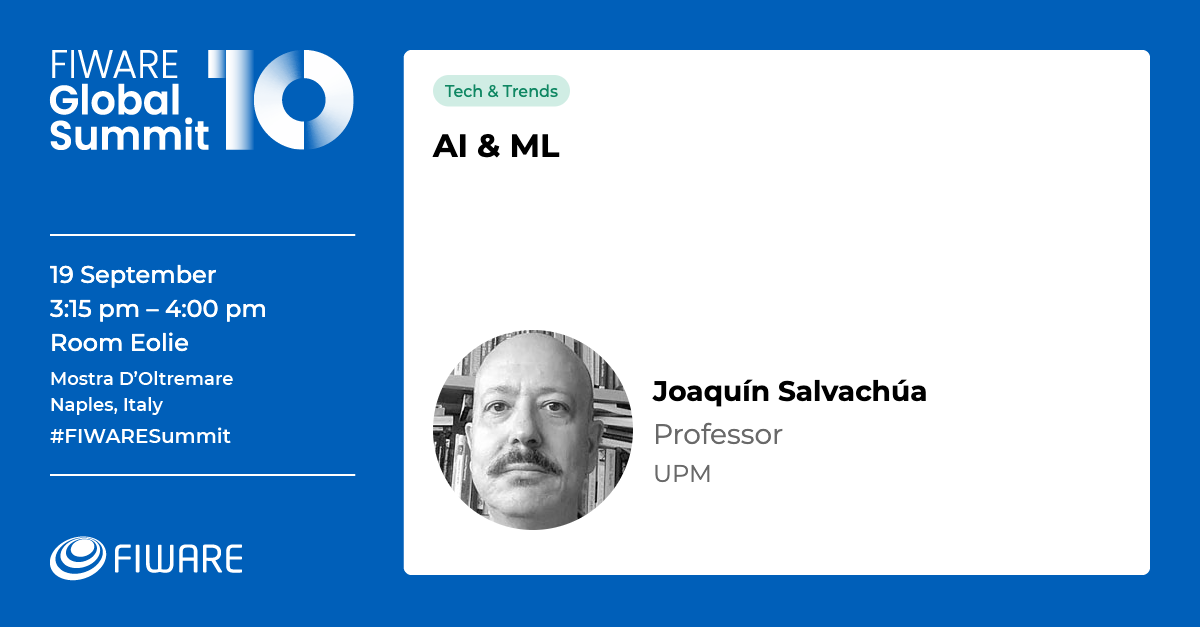 FIWARE
Global
Summit
10
19 September
3:15 pm – 4:00 pm
Room Eolie
Mostra D’Oltremare
Naples, Italy
#FIWARESummit
FIWARE
Tech & Trends
AI & ML
Joaquín Salvachúa
Professor
UPM